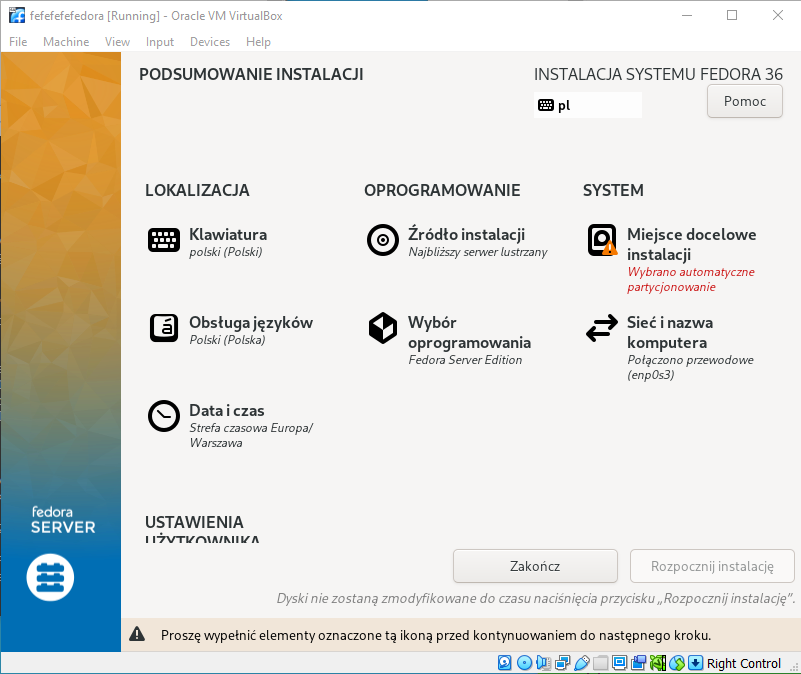 fefefefefedora [Running] - Oracle VM VirtualBox
File Machine View Input Devices Help
PODSUMOWANIE INSTALACJI
INSTALACJA SYSTEMU FEDORA 36
pl
Pomoc
LOKALIZACJA
Klawiatura
polski (Polski)
Obsługa języków
Polski (Polska)
Data i czas
Strefa czasowa Europa/
Warszawa
OPROGRAMOWANIE
Źródło instalacji
Najbliższy serwer lustrzany
Wybór
oprogramowania
Fedora Server Edition
SYSTEM
Miejsce docelowe
instalacji
Wybrano automatyczne
partycjonowanie
Sieć i nazwa
komputera
Połączono przewodowe
(enp0s3)
USTAWIENIA
UŻYTKOWNIKA
fedora
SERVER
Zakończ
Rozpocznij instalację
Dyski nie zostaną zmodyfikowane do czasu naciśnięcia przycisku „Rozpocznij instalację”.
Proszę wypełnić elementy oznaczone tą ikoną przed kontynuowaniem do następnego kroku.
Right Control